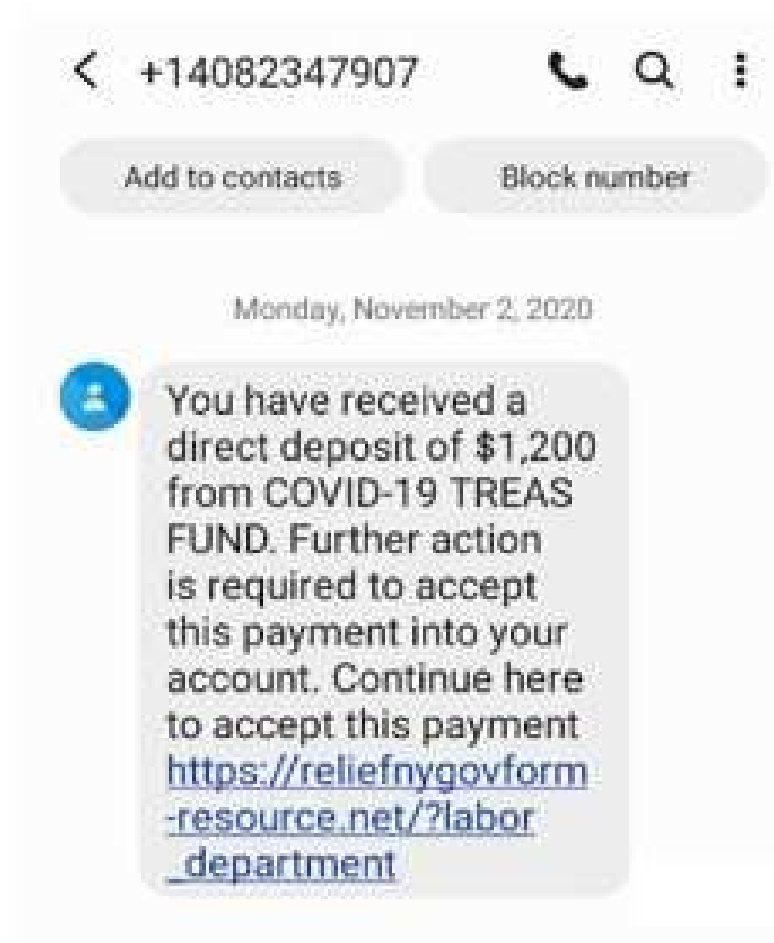 +14082347907
Add to contacts
Block number
Monday, November 2, 2020
You have received a
direct deposit of $1,200
from COVID-19 TREAS
FUND. Further action
is required to accept
this payment into your
account. Continue here
to accept this payment
https://reliefnygovform
-resource.net/?labor
_department